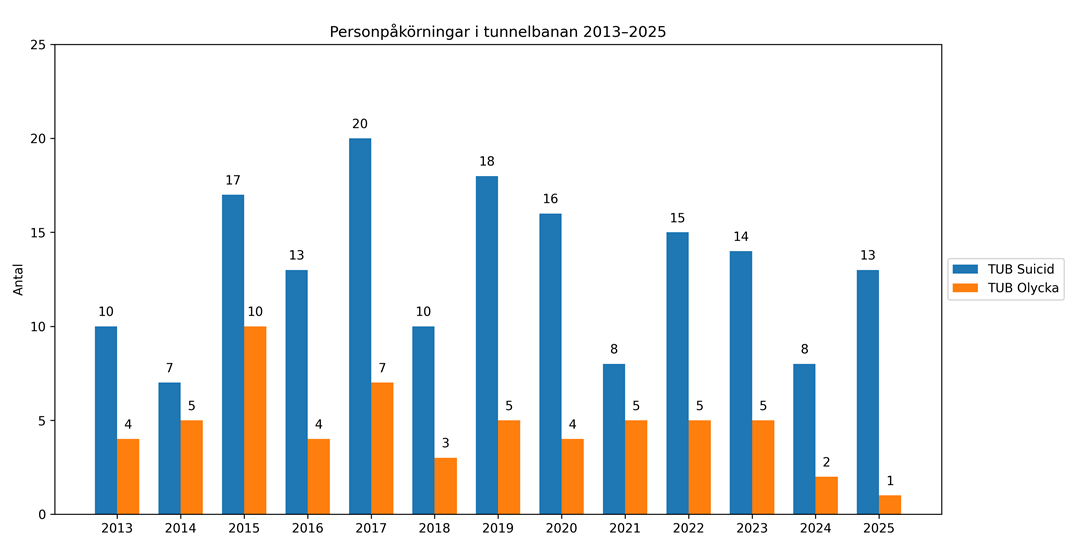 Personpåkörningar i tunnelbanan 2013–2025
25
20
15
10
5
0
Antal
10 7 17 13 20 10 18 16 8 15 14 8 13
4 5 10 4 7 3 5 4 5 5 5 2 1
2013 2014 2015 2016 2017 2018 2019 2020 2021 2022 2023 2024 2025
TUB Suicid
TUB Olycka